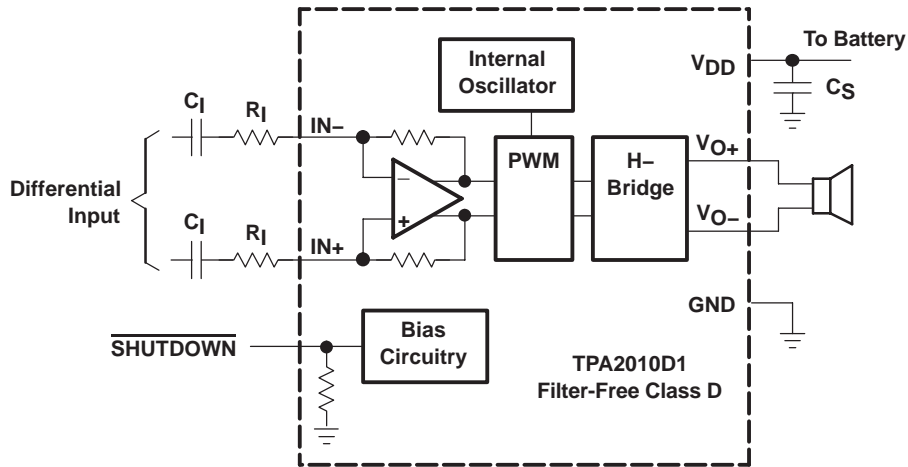 To Battery
Internal
Oscillator
VDD
CS
CI
RI
IN–
PWM
H–
Bridge
VO+
VO–
Differential
Input
–
+
CI
RI
IN+
GND
SHUTDOWN
Bias
Circuitry
TPA2010D1
Filter-Free Class D